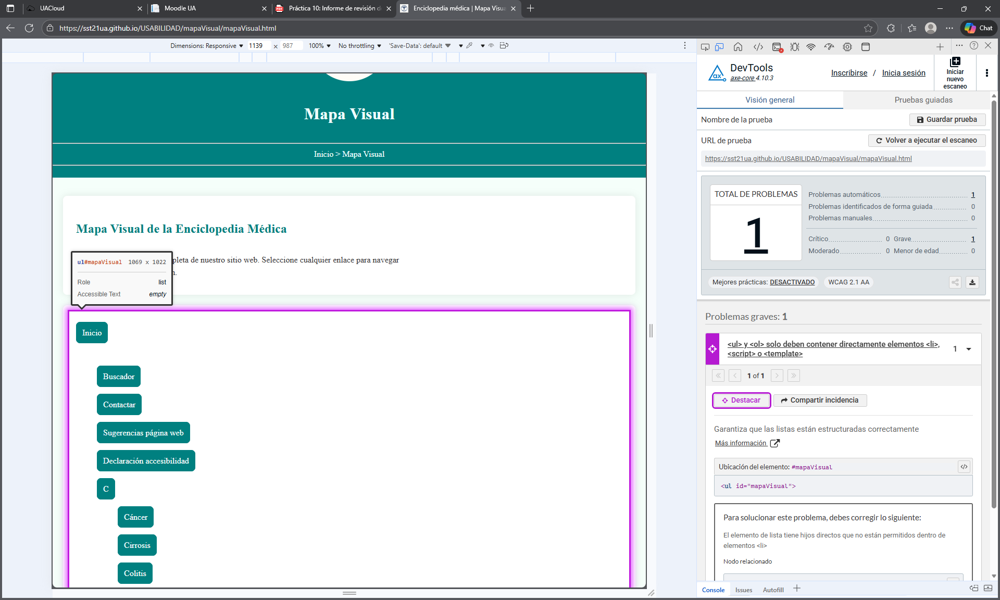 UACloud
Moodle UA
Práctica 10: Informe de revisión d
Enciclopedia médica | Mapa Visua
https://sst21ua.github.io/USABILIDAD/mapaVisual/mapaVisual.html
Chat
Dimensions: Responsive 1139 x 987 100% No throttling 'Save-Data': default
Mapa Visual
Inicio > Mapa Visual
Mapa Visual de la Enciclopedia Médica
pleta de nuestro sitio web. Seleccione cualquier enlace para navegar
n.
ul#mapaVisual 1069 x 1022
Role list
Accessible Text empty
Inicio
Buscador
Contactar
Sugerencias página web
Declaración accesibilidad
C
Cáncer
Cirrosis
Colitis
ax
DevTools
axe-core 4.10.3
Inscribirse / Inicia sesión
Iniciar
nuevo
escaneo
Visión general
Pruebas guiadas
Nombre de la prueba
Guardar prueba
URL de prueba
Volver a ejecutar el escaneo
https://sst21ua.github.io/USABILIDAD/mapaVisual/mapaVisual.html
TOTAL DE PROBLEMAS
1
Problemas automáticos 1
Problemas identificados de forma guiada 0
Problemas manuales 0
Crítico 0 Grave 1
Moderado 0 Menor de edad 0
Mejores prácticas: DESACTIVADO
WCAG 2.1 AA
Problemas graves: 1
<ul> y <ol> solo deben contener directamente elementos <li>,
<script> o <template>
1
1 of 1
Destacar
Compartir incidencia
Garantiza que las listas están estructuradas correctamente
Más información
Ubicación del elemento: #mapaVisual
</>
<ul id="mapaVisual">
Para solucionar este problema, debes corregir lo siguiente:
El elemento de lista tiene hijos directos que no están permitidos dentro de
elementos <li>
Nodo relacionado
Console
Issues
Autofill